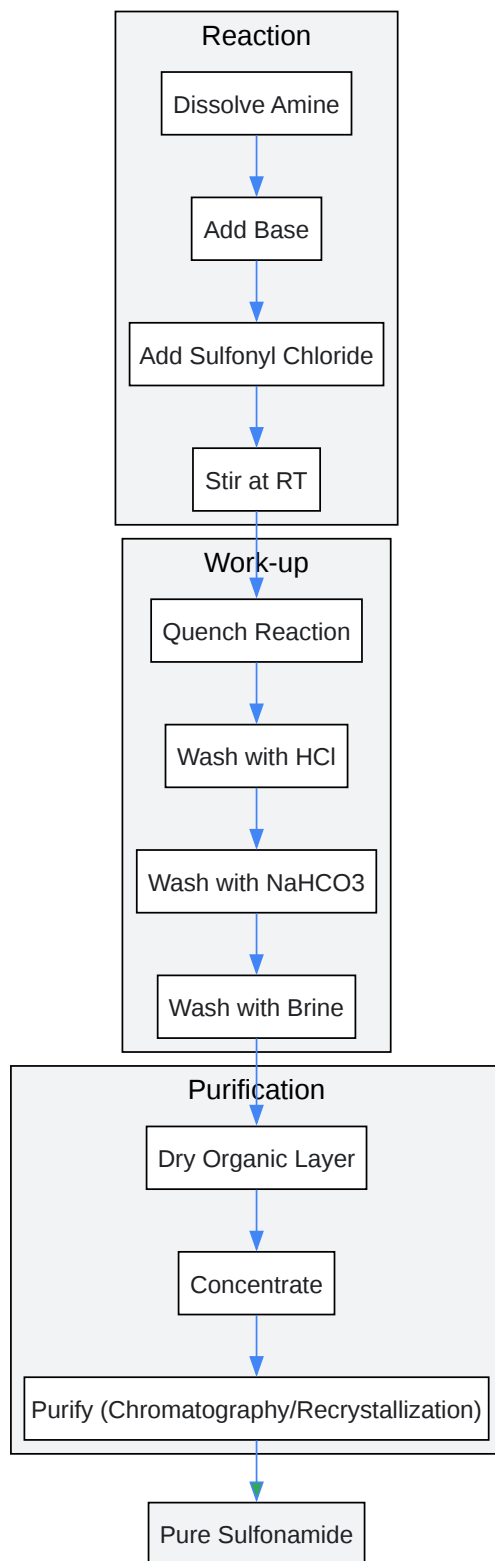 Reaction
Dissolve Amine
Add Base
Add Sulfonyl Chloride
Stir at RT
Work-up
Quench Reaction
Wash with HCl
Wash with NaHCO3
Wash with Brine
Purification
Dry Organic Layer
Concentrate
Purify (Chromatography/Recrystallization)
Pure Sulfonamide